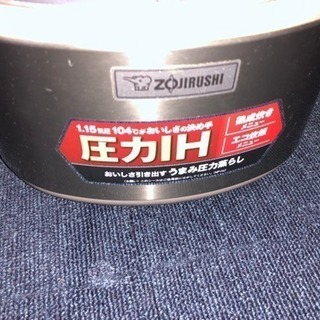 ZOJIRUSHI
1.15気圧 104℃がおいしさの決め手
圧力IH
熟成炊き
メニュー
エコ炊飯
メニュー
おいしさ引き出す うまみ圧力蒸らし